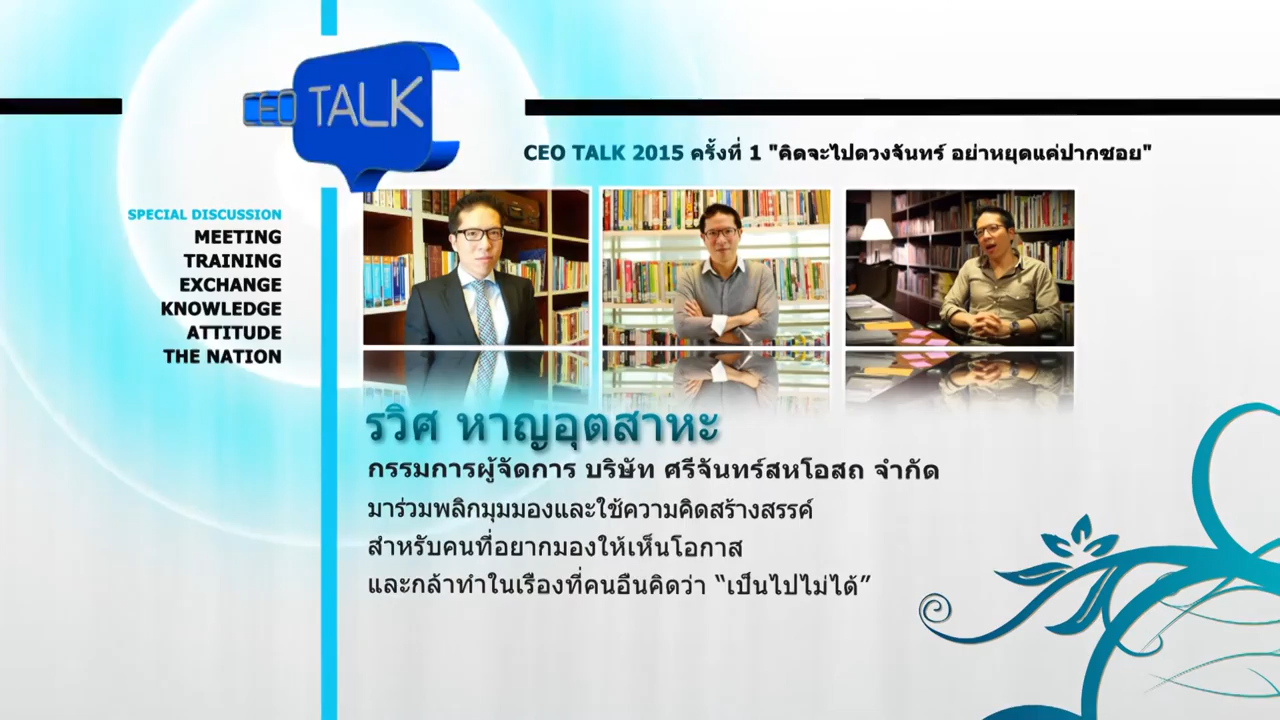 CEO TALK
CEO TALK 2015 ครั้งที่ 1 "คิดจะไปดวงจันทร์ อย่าหยุดแค่ปากซอย"
SPECIAL DISCUSSION
MEETING
TRAINING
EXCHANGE
KNOWLEDGE
ATTITUDE
THE NATION
รวิศ หาญอุตสาหะ
กรรมการผู้จัดการ บริษัท ศรีจันทร์สหโอสถ จำกัด
มาร่วมพลิกมุมมองและใช้ความคิดสร้างสรรค์
สำหรับคนที่อยากมองให้เห็นโอกาส
และกล้าทำในเรื่องที่คนอื่นคิดว่า “เป็นไปไม่ได้”